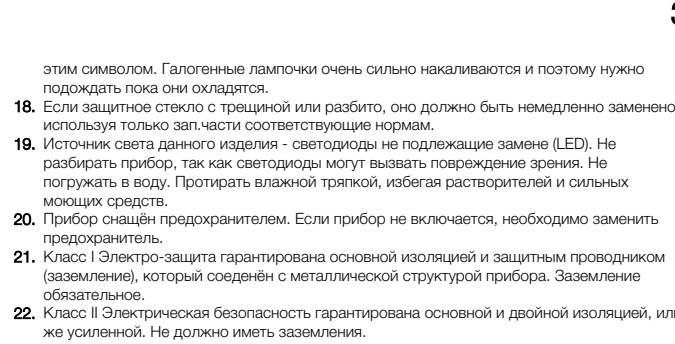 этим символом. Галогенные лампочки очень сильно накаливаются и поэтому нужно
подождать пока они охладятся.
18. Если защитное стекло с трещиной или разбито, оно должно быть немедленно заменено
используя только зап.части соответствующие нормам.
19. Источник света данного изделия - светодиоды не подлежащие замене (LED). Не
разбирать прибор, так как светодиоды могут вызвать повреждение зрения. Не
погружать в воду. Протирать влажной тряпкой, избегая растворителей и сильных
моющих средств.
20. Прибор снащён предохранителем. Если прибор не включается, необходимо заменить
предохранитель.
21. Класс I Электро-защита гарантирована основной изоляцией и защитным проводником
(заземление), который соеденён с металлической структурой прибора. Заземление
обязательное.
22. Класс II Электрическая безопасность гарантирована основной и двойной изоляцией, или
же усиленной. Не должно иметь заземления.